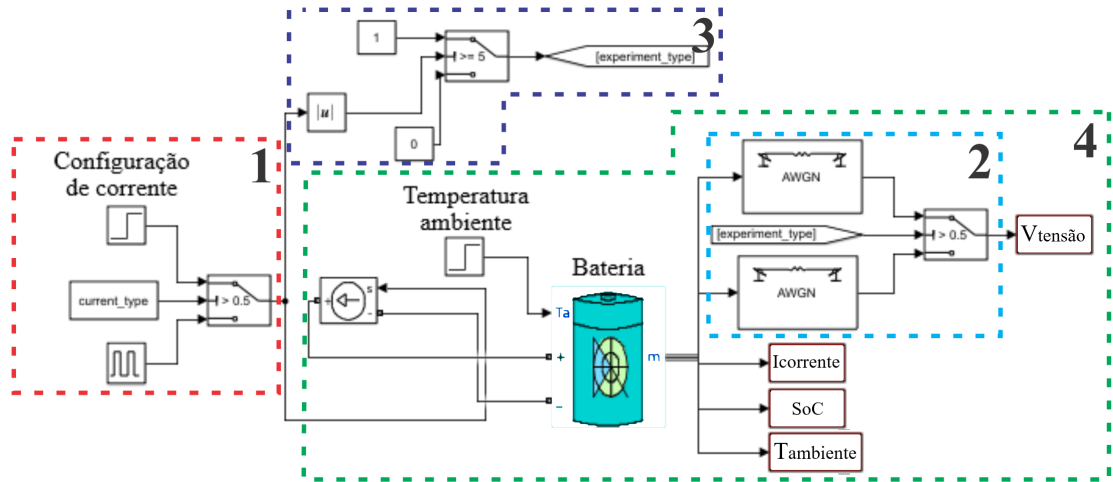 1
>= 5
[experiment_type]
3
|u|
0
Configuração
de corrente
1
current_type
> 0.5
Temperatura
ambiente
s
+
-
Bateria
Ta
+
m
–
4
2
AWGN
[experiment_type]
> 0.5
Vtensão
AWGN
Icorrente
SoC
Tambiente